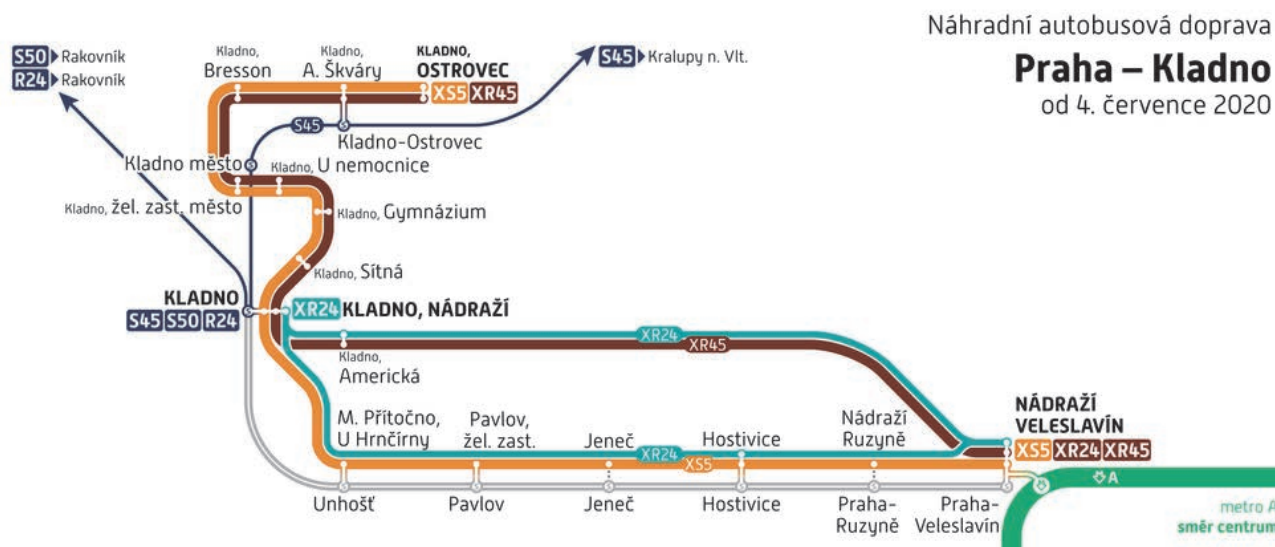 Náhradní autobusová doprava
Praha – Kladno
od 4. července 2020
S50 Rakovník
R24 Rakovník
Kladno,
Bresson
Kladno,
A. Škváry
KLADNO,
OSTROVEC
XS5 XR45
S45 Kralupy n. Vlt.
S45
Kladno-Ostrovec
Kladno město
Kladno, U nemocnice
Kladno, žel. zast. město
Kladno, Gymnázium
Kladno, Sítná
KLADNO
S45 S50 R24
XR24 KLADNO, NÁDRAŽÍ
XR24
XR45
Kladno,
Americká
M. Přítočno,
U Hrnčírny
Pavlov,
žel. zast.
Jeneč
Hostivice
Nádraží
Ruzyně
NÁDRAŽÍ
VELESLAVÍN
XS5 XR24 XR45
XR24
XS5
A
Unhošť
Pavlov
Jeneč
Hostivice
Praha-
Ruzyně
Praha-
Veleslavín
metro A
směr centrum